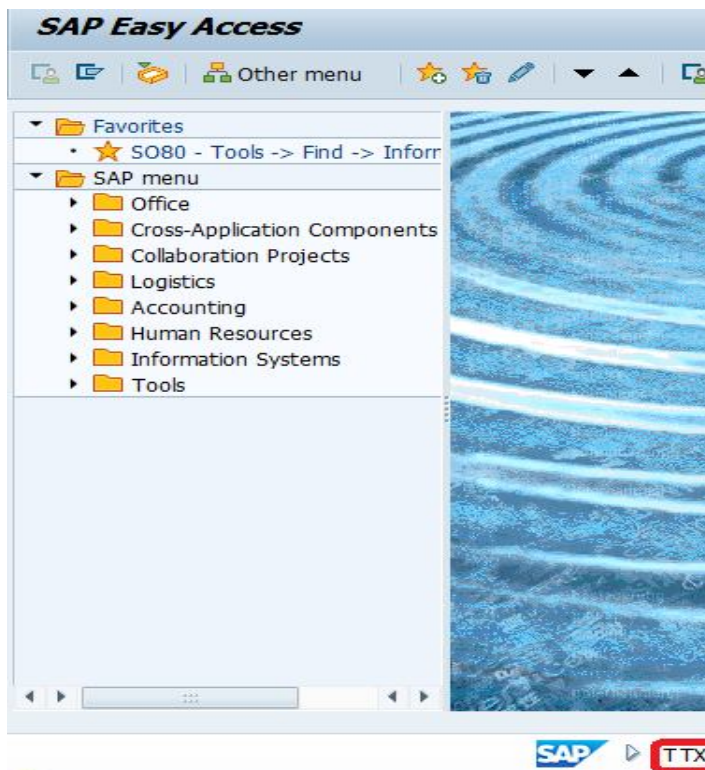 SAP Easy Access
Other menu
Favorites
SO80 - Tools -> Find -> Inforr
SAP menu
Office
Cross-Application Components
Collaboration Projects
Logistics
Accounting
Human Resources
Information Systems
Tools
SAP
TTX